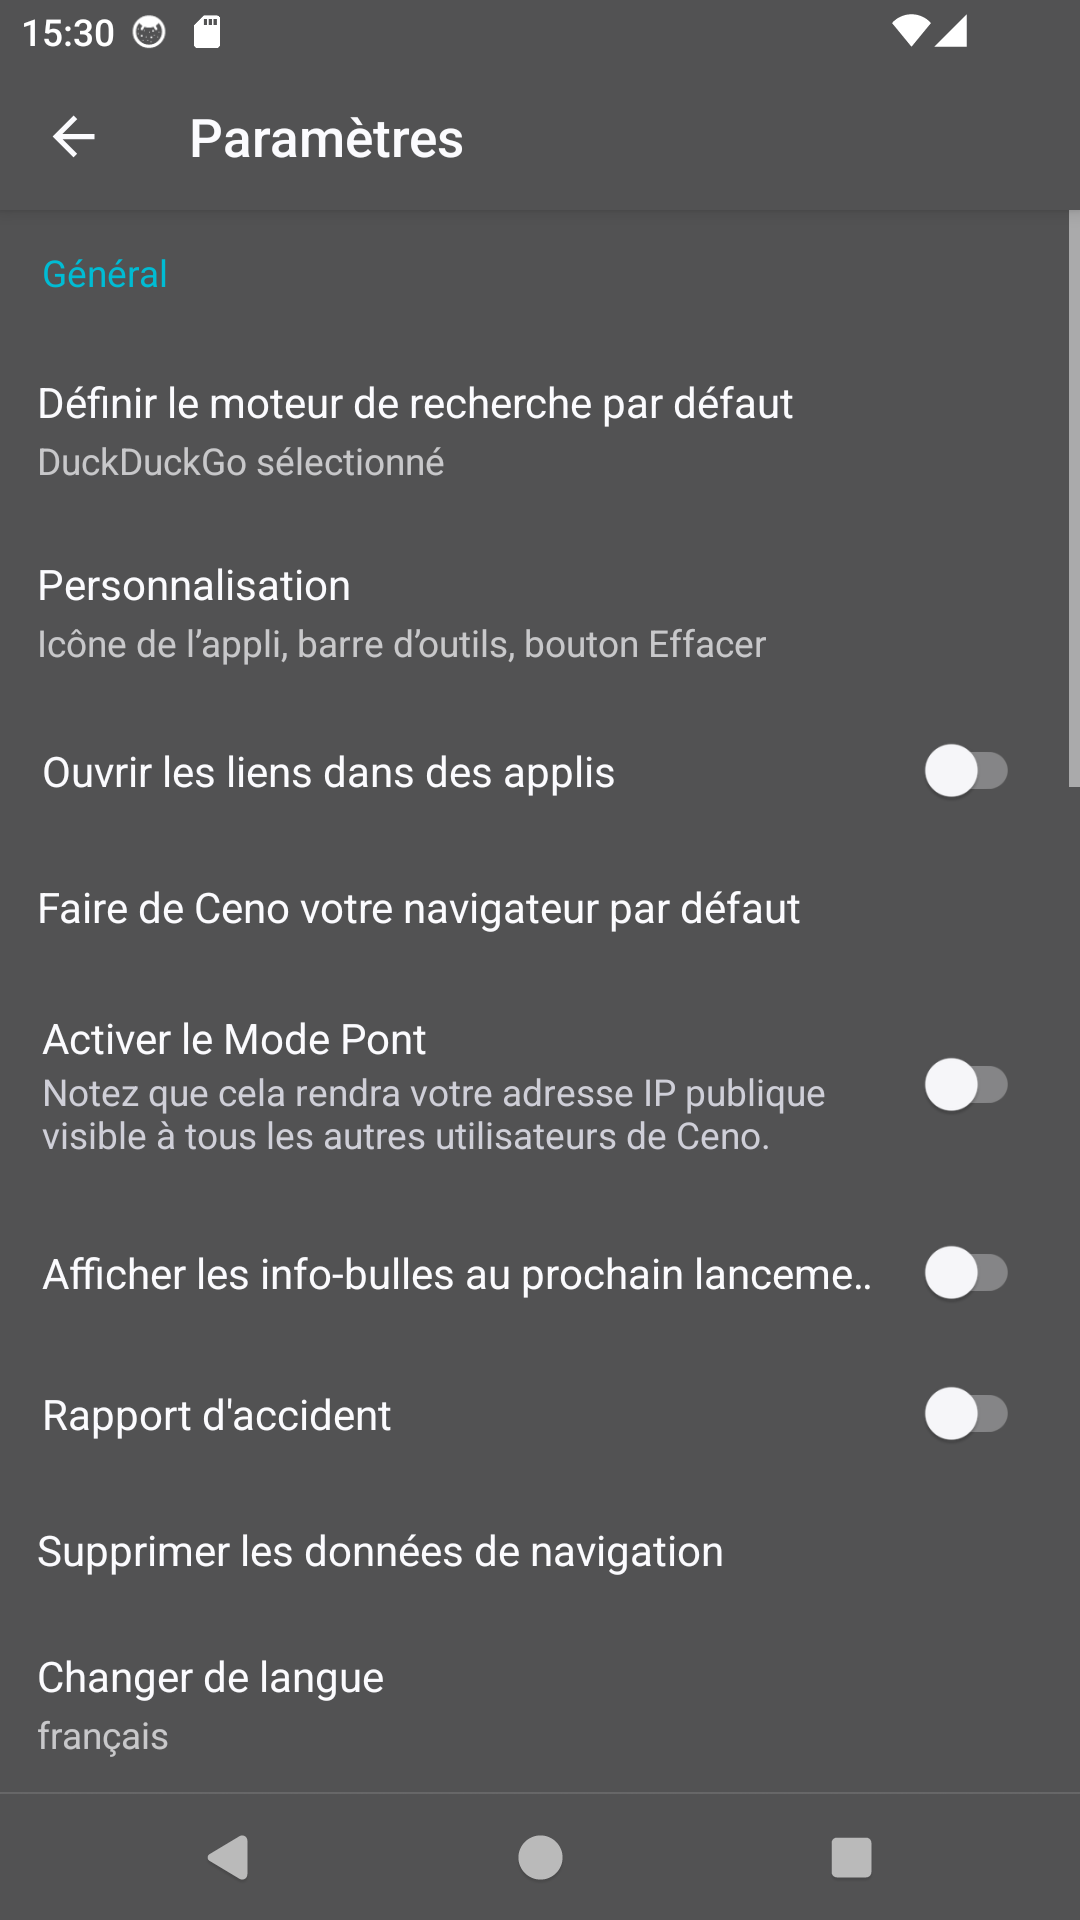 15:30
Paramètres
Général
Définir le moteur de recherche par défaut
DuckDuckGo sélectionné
Personnalisation
Icône de l’appli, barre d’outils, bouton Effacer
Ouvrir les liens dans des applis
Faire de Ceno votre navigateur par défaut
Activer le Mode Pont
Notez que cela rendra votre adresse IP publique
visible à tous les autres utilisateurs de Ceno.
Afficher les info-bulles au prochain lanceme..
Rapport d'accident
Supprimer les données de navigation
Changer de langue
français